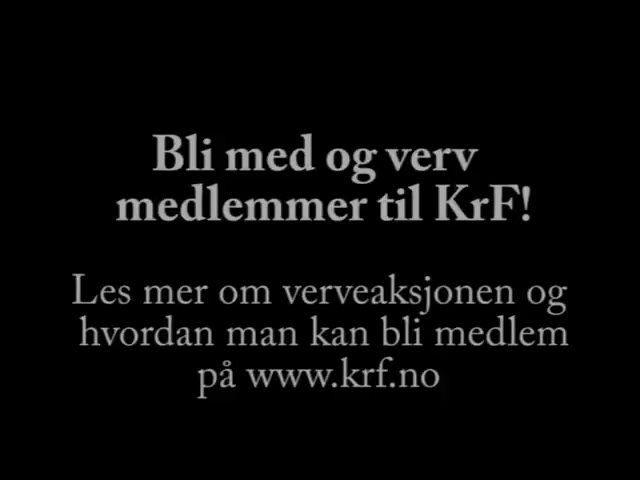 Bli med og verv
medlemmer til KrF!
Les mer om verveaksjonen og
hvordan man kan bli medlem
på www.krf.no